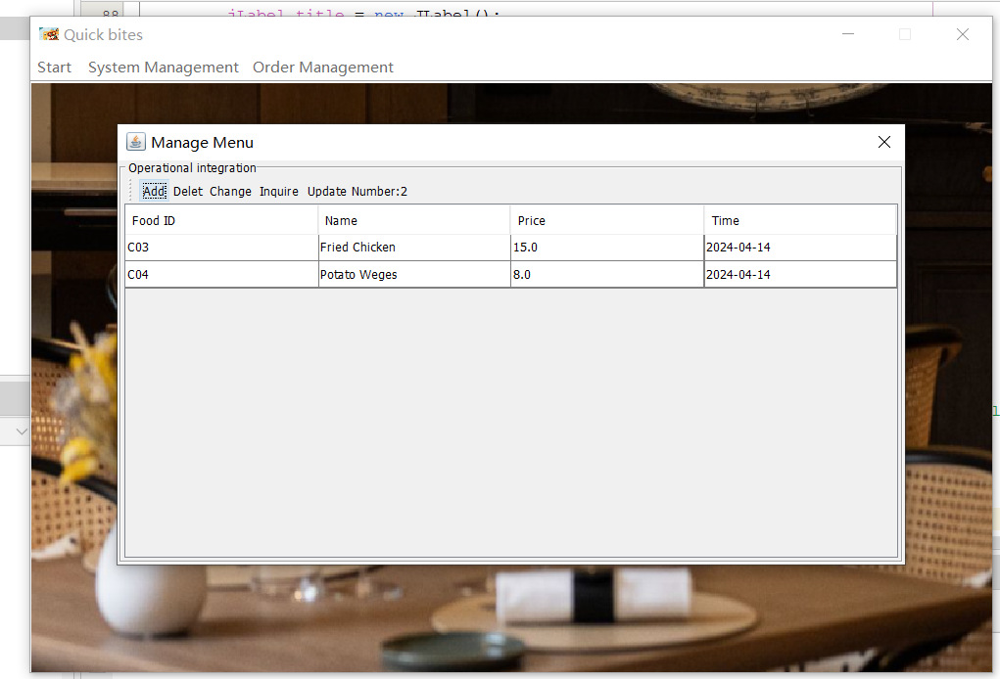 88 jLabel_title = new JLabel();
Quick bites
Start System Management Order Management
Manage Menu
Operational integration
Add Delet Change Inquire Update Number:2
Food ID Name Price Time
C03 Fried Chicken 15.0 2024-04-14
C04 Potato Weges 8.0 2024-04-14